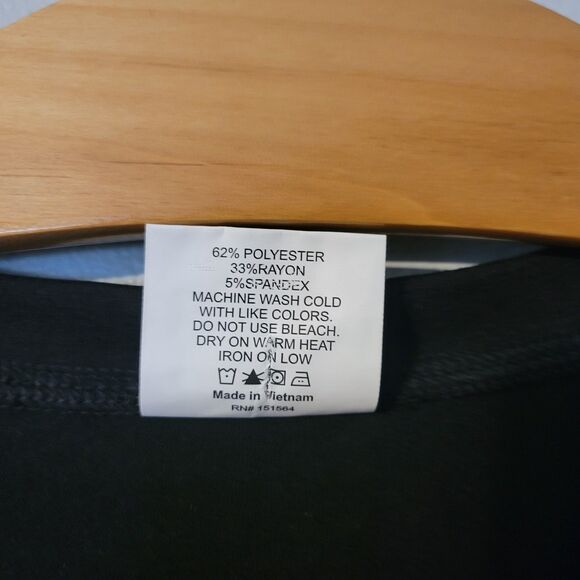 62% POLYESTER
33%RAYON
5%SPANDEX
MACHINE WASH COLD
WITH LIKE COLORS.
DO NOT USE BLEACH.
DRY ON WARM HEAT
IRON ON LOW
Made in Vietnam
RN# 151564